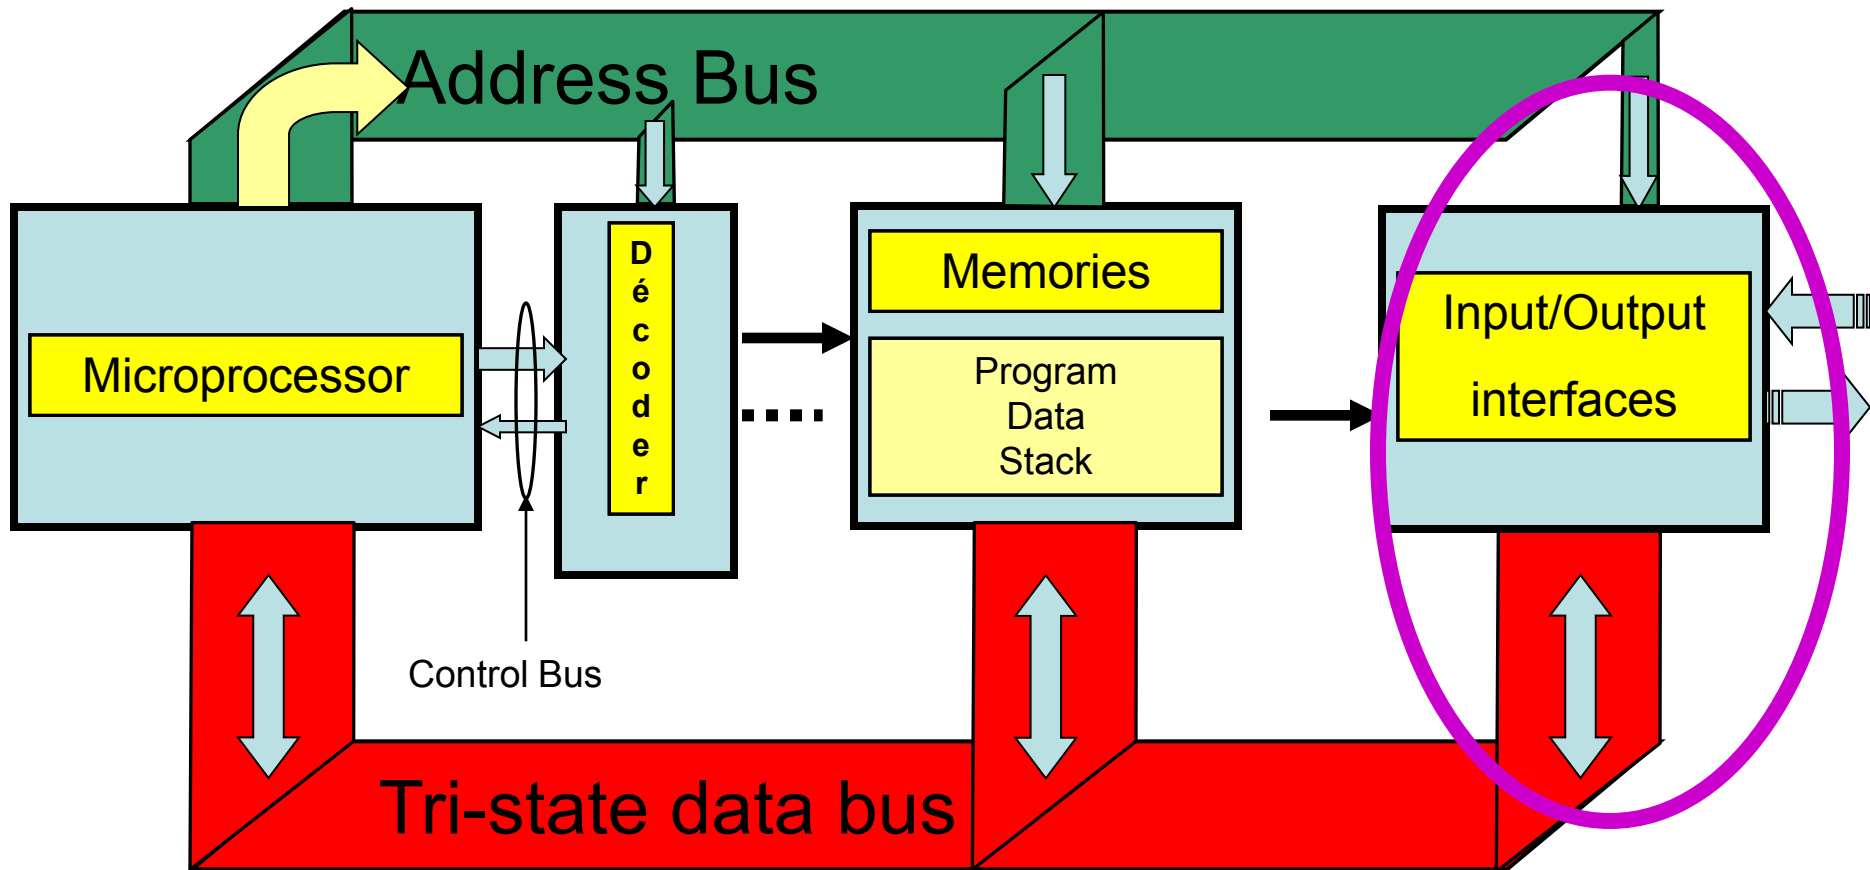 Address Bus
Microprocessor
Décoder
Memories
Program
Data
Stack
Input/Output
interfaces
Control Bus
Tri-state data bus